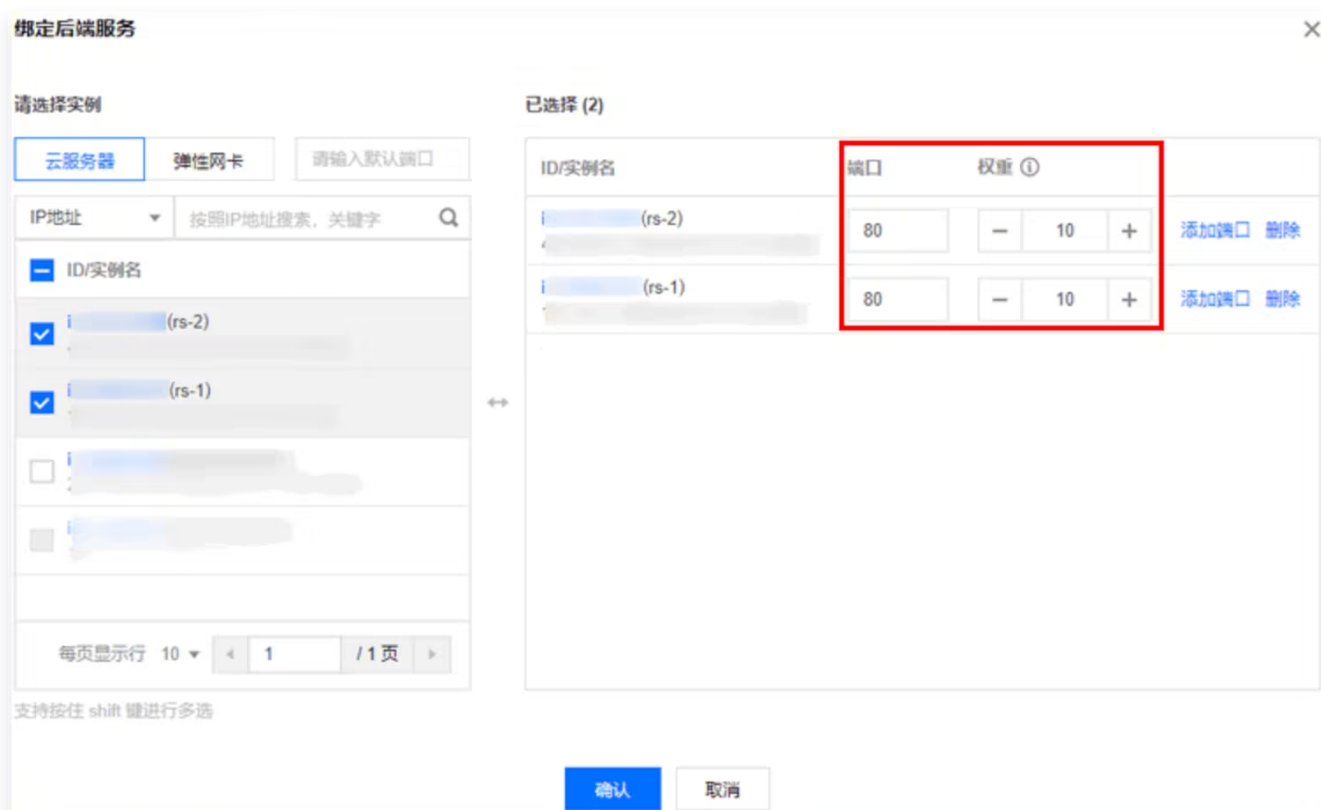 绑定后端服务
请选择实例
云服务器 弹性网卡 请输入默认端口
IP地址 按照IP地址搜索，关键字
ID/实例名
(rs-2)
(rs-1)
每页显示行 10 1 / 1 页
支持按住 shift 键进行多选
已选择 (2)
ID/实例名 端口 权重
(rs-2) 80 10 添加端口 删除
(rs-1) 80 10 添加端口 删除
确认 取消